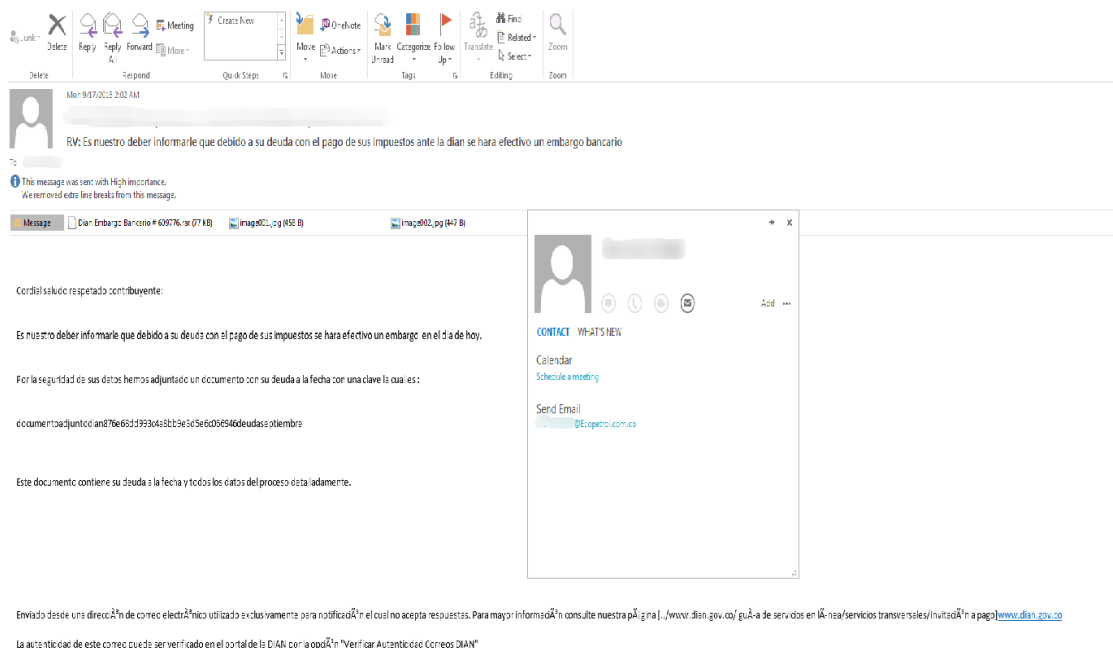 Junk
Delete
Reply
Reply All
Forward
Meeting
More
Create New
Move
OneNote
Actions
Mark Unread
Categorize
Follow Up
Translate
Find
Related
Select
Zoom
Delete
Respond
Quick Steps
Move
Tags
Editing
Zoom
Mon 9/17/2018 2:02 AM
RV: Es nuestro deber informarle que debido a su deuda con el pago de sus impuestos ante la dian se hara efectivo un embargo bancario
To
This message was sent with High importance.
We removed extra line breaks from this message.
Message
Dian Embargo Bancario # 609776.rar (77 KB)
image001.jpg (458 B)
image002.jpg (447 B)
Cordial saludo respetado contribuyente:
Es nuestro deber informarle que debido a su deuda con el pago de sus impuestos se hara efectivo un embargo en el dia de hoy.
Por la seguridad de sus datos hemos adjuntado un documento con su deuda a la fecha con una clave la cual es :
Este documento contiene su deuda a la fecha y todos los datos del proceso detalladamente.
Add
CONTACT WHAT'S NEW
Calendar
Schedule a meeting
Send Email
@Ecopetrol.com.co
Enviado desde una direcciÃ³n de correo electrÃ³nico utilizado exclusivamente para notificaciÃ³n el cual no acepta respuestas. Para mayor informaciÃ³n consulte nuestra pÃ¡gina [../www.dian.gov.co/ guÃ-a de servicios en lÃ-nea/servicios transversales/InvitaciÃ³n a pago]www.dian.gov.co
La autenticidad de este correo puede ser verificado en el portal de la DIAN por la opciÃ³n "Verificar Autenticidad Correos DIAN"